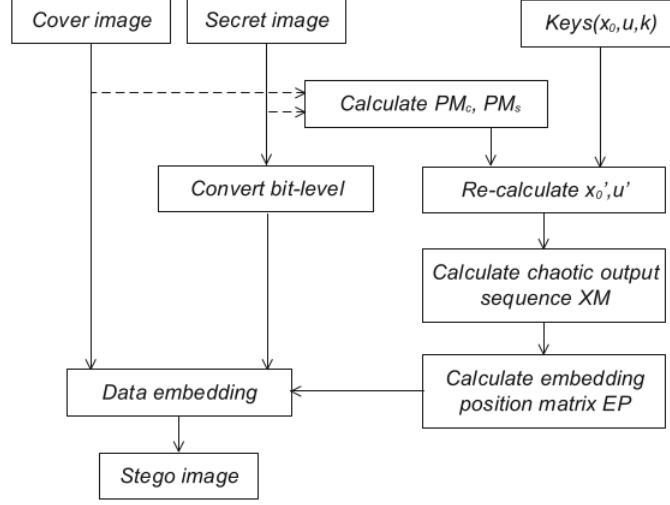 Cover image
Secret image
Keys(x₀,u,k)
Calculate PMc, PMs
Convert bit-level
Re-calculate x₀',u'
Calculate chaotic output
sequence XM
Data embedding
Calculate embedding
position matrix EP
Stego image